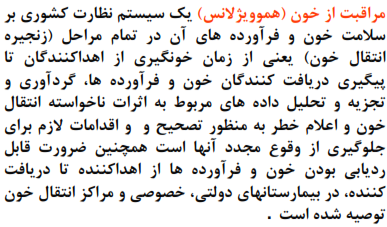 مراقبت از خون (هموویژلانس) یک سیستم نظارت کشوری بر
سلامت خون و فرآورده های آن در تمام مراحل (زنجیره
انتقال خون) یعنی از زمان خونگیری از اهداکنندگان تا
پیگیری دریافت کنندگان خون و فرآورده ها، گردآوری و
تجزیه و تحلیل داده های مربوط به اثرات ناخواسته انتقال
خون و اعلام خطر به منظور تصحیح و و اقدامات لازم برای
جلوگیری از وقوع مجدد آنها است همچنین ضرورت قابل
ردیابی بودن خون و فرآورده ها از اهداکننده تا دریافت
کننده، در بیمارستانهای دولتی، خصوصی و مراکز انتقال خون
توصیه شده است .